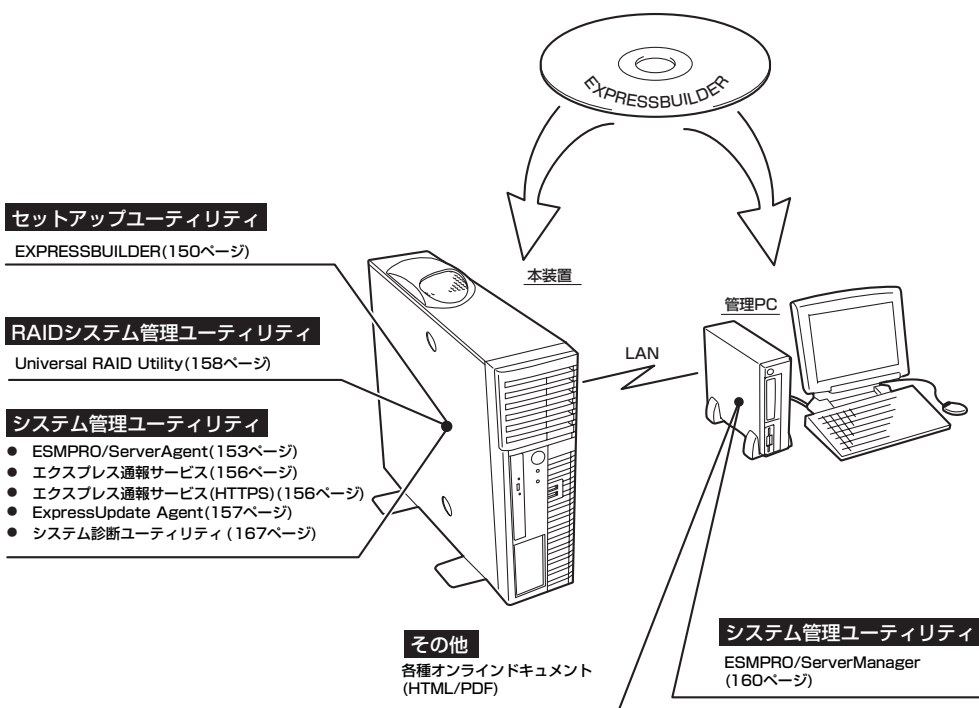 EXPRESSBUILDER
セットアップユーティリティ
EXPRESSBUILDER(150ページ)
本装置
管理PC
RAIDシステム管理ユーティリティ
Universal RAID Utility(158ページ)
LAN
システム管理ユーティリティ
● ESMPRO/ServerAgent(153ページ)
● エクスプレス通報サービス(156ページ)
● エクスプレス通報サービス(HTTPS)(156ページ)
● ExpressUpdate Agent(157ページ)
● システム診断ユーティリティ(167ページ)
その他
各種オンラインドキュメント
(HTML/PDF)
システム管理ユーティリティ
ESMPRO/ServerManager
(160ページ)